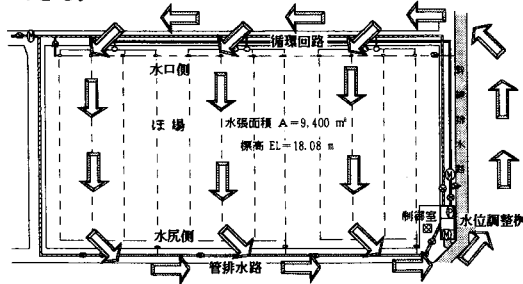 循環回路
水口側
ほ場
水張面積 A=9,400 ㎡
標高 EL=18.08 m
制御室
水位調整桝
水尻側
管排水路
M
M